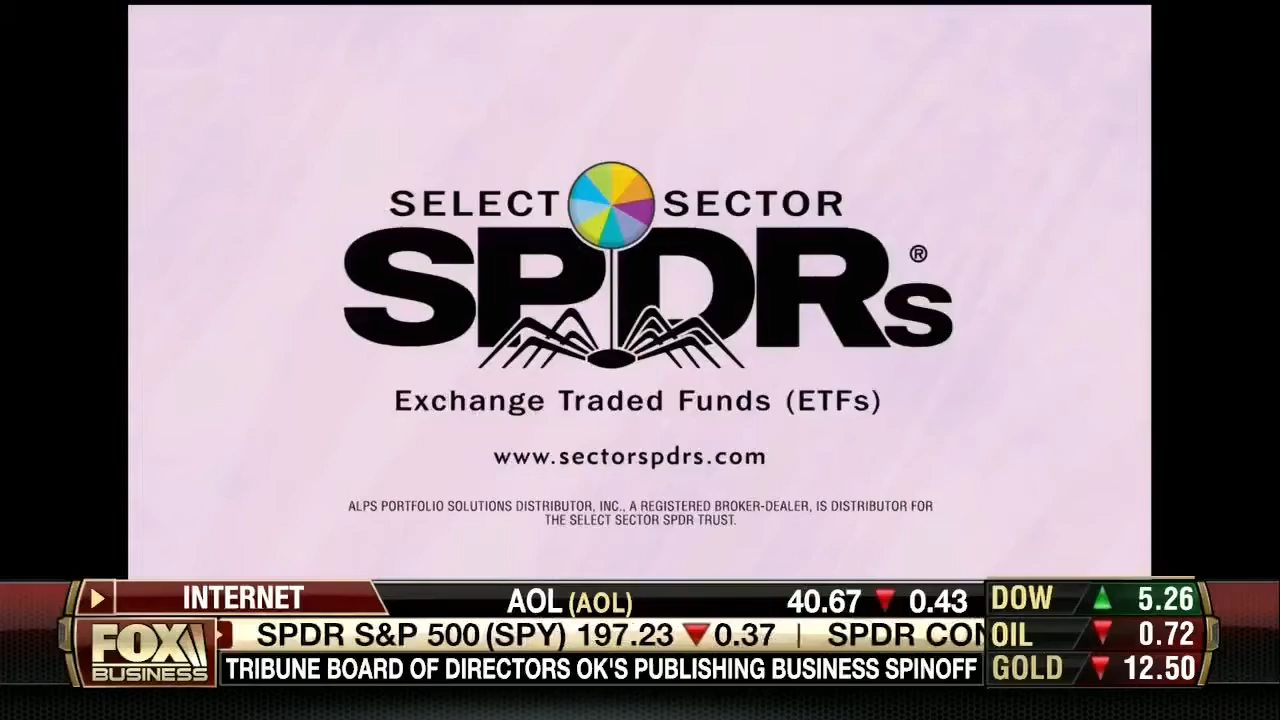 SELECT SECTOR
SPDRs®
Exchange Traded Funds (ETFs)
www.sectorspdrs.com
ALPS PORTFOLIO SOLUTIONS DISTRIBUTOR, INC., A REGISTERED BROKER-DEALER, IS DISTRIBUTOR FOR
THE SELECT SECTOR SPDR TRUST.
INTERNET AOL (AOL) 40.67 ▼ 0.43
DOW ▲ 5.26
FOX BUSINESS
SPDR S&P 500 (SPY) 197.23 ▼ 0.37 | SPDR CON
OIL ▼ 0.72
TRIBUNE BOARD OF DIRECTORS OK'S PUBLISHING BUSINESS SPINOFF
GOLD ▼ 12.50